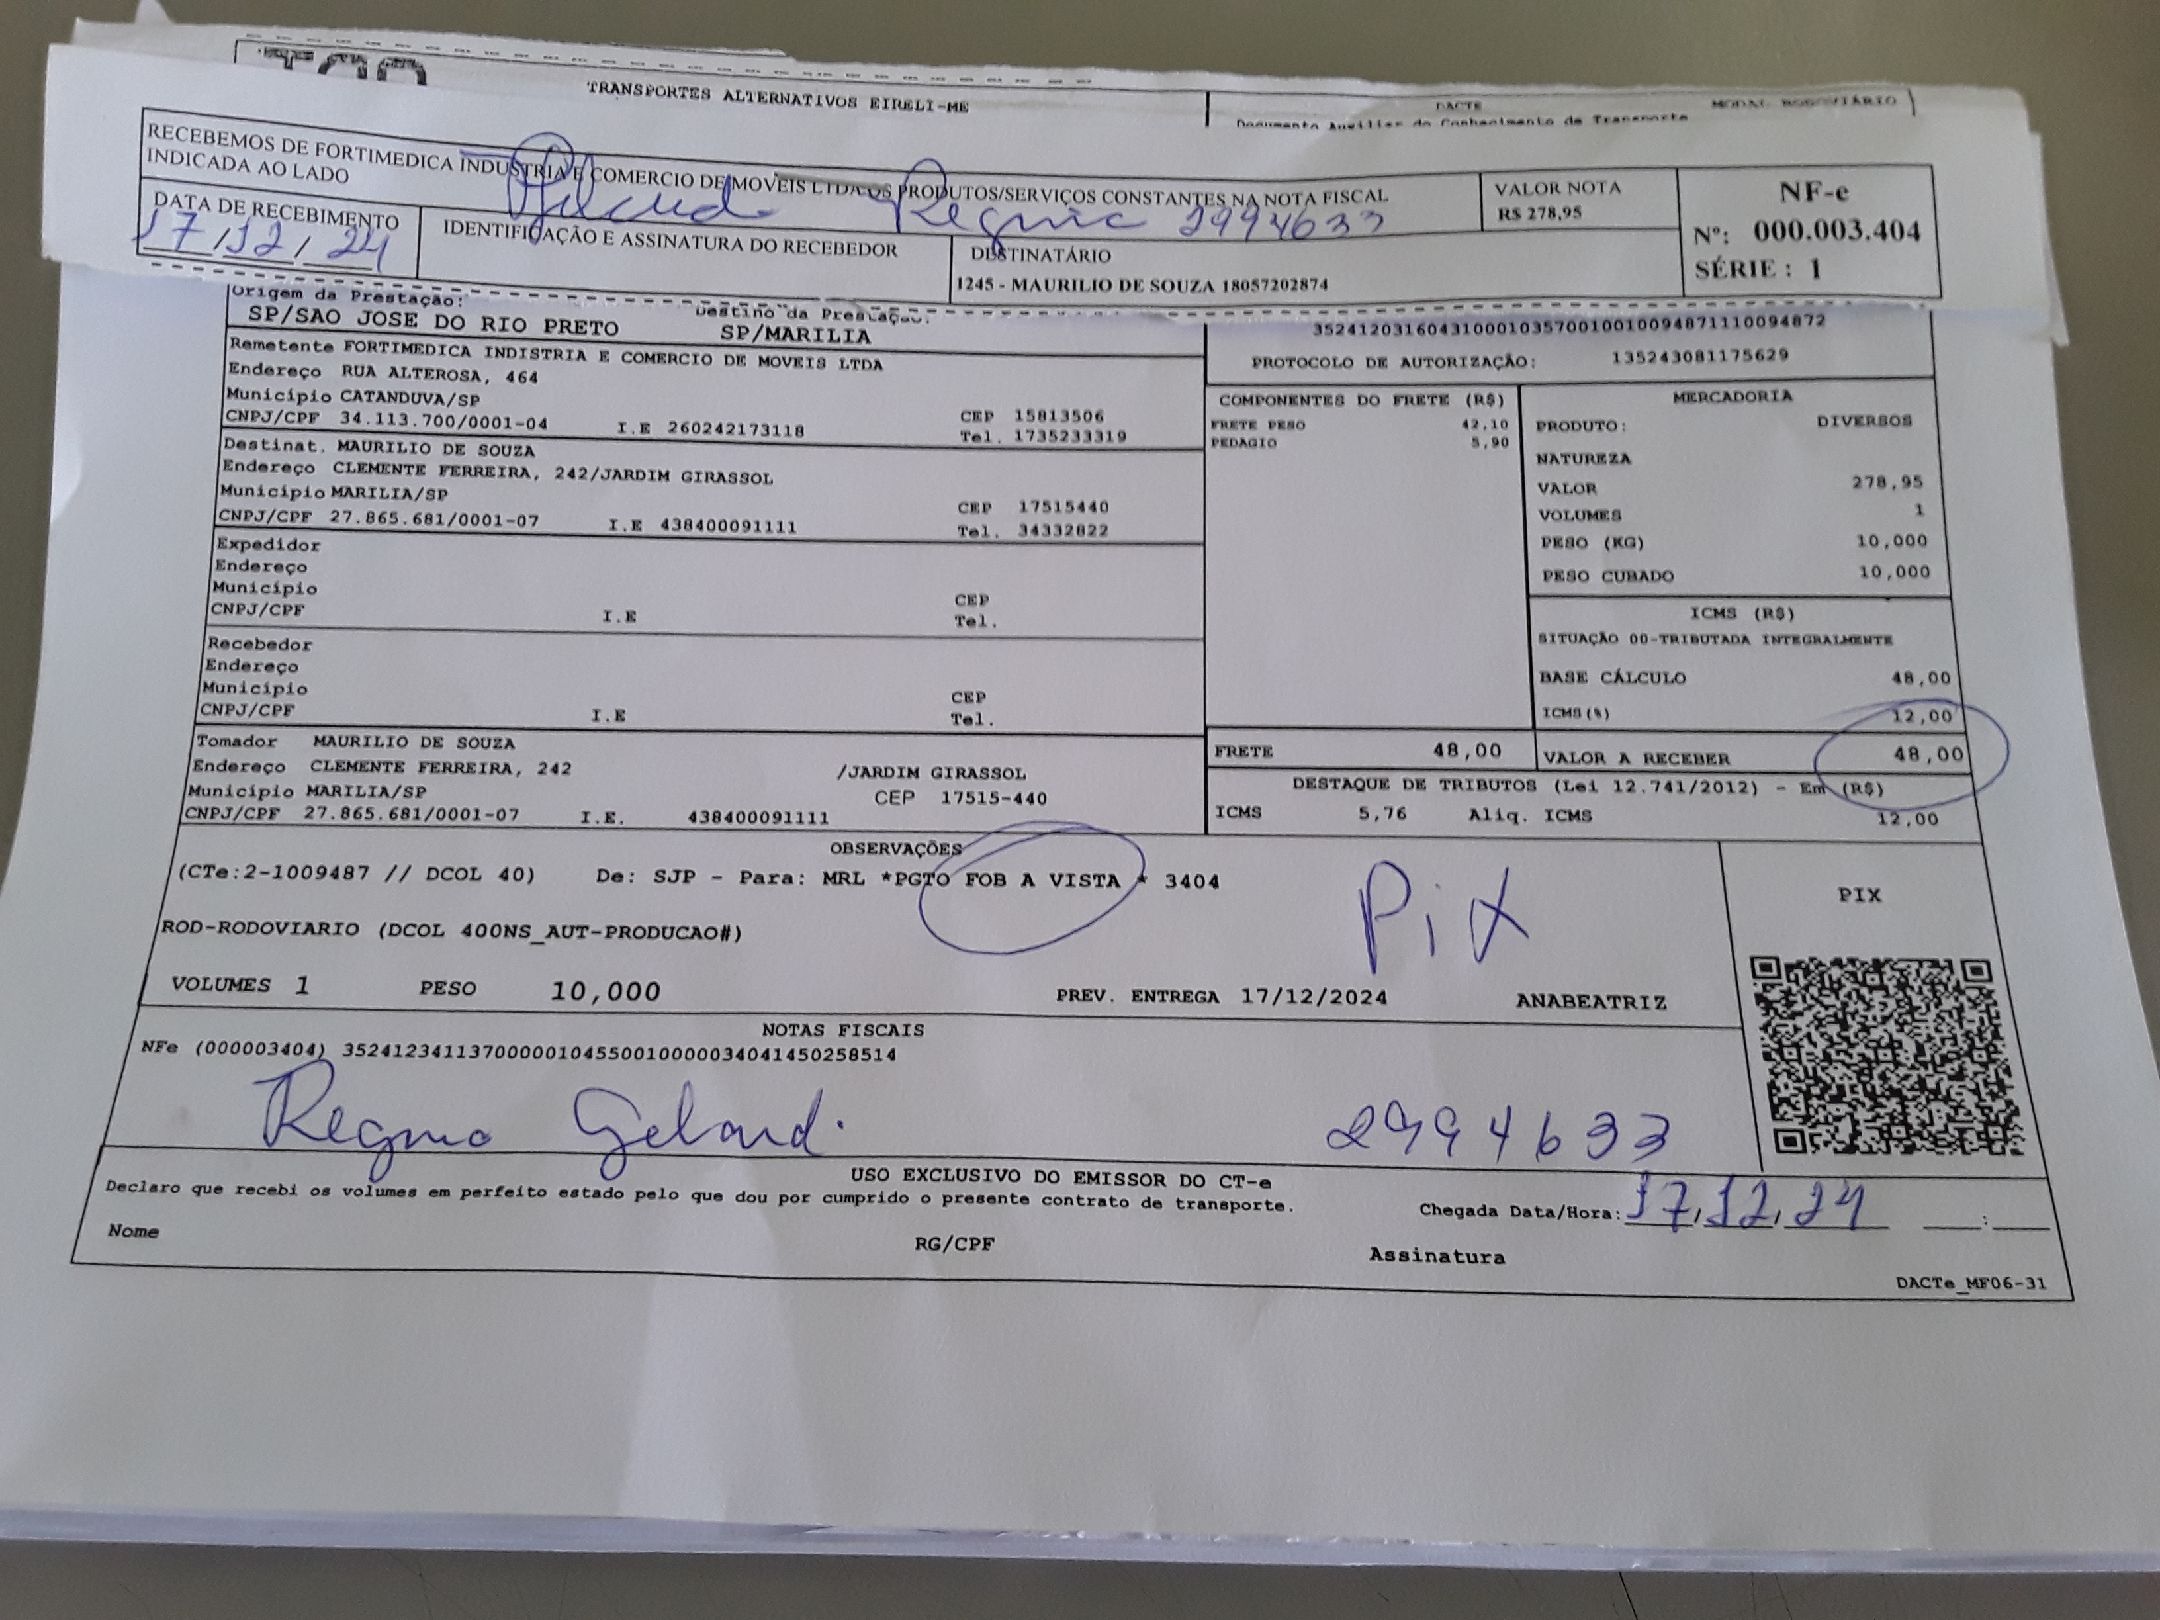 TRANSPORTES ALTERNATIVOS EIRELI-ME
DACTE
MODAL RODOVIÁRIO
Documento Auxiliar do Conhecimento de Transporte
RECEBEMOS DE FORTIMEDICA INDUSTRIA E COMERCIO DE MOVEIS LTDA OS PRODUTOS/SERVIÇOS CONSTANTES NA NOTA FISCAL
INDICADA AO LADO
VALOR NOTA
R$ 278,95
NF-e
Nº: 000.003.404
SÉRIE : 1
DATA DE RECEBIMENTO
17/12/24
IDENTIFICAÇÃO E ASSINATURA DO RECEBEDOR
2994633
DESTINATÁRIO
1245 - MAURILIO DE SOUZA 18057202874
Origem da Prestação:
SP/SAO JOSE DO RIO PRETO
Destino da Prestação:
SP/MARILIA
35241203160431000103570010010094871110094872
PROTOCOLO DE AUTORIZAÇÃO: 135243081175629
Remetente FORTIMEDICA INDISTRIA E COMERCIO DE MOVEIS LTDA
Endereço RUA ALTEROSA, 464
Município CATANDUVA/SP
CEP 15813506
CNPJ/CPF 34.113.700/0001-04 I.E 260242173118 Tel. 1735233319
Destinat. MAURILIO DE SOUZA
Endereço CLEMENTE FERREIRA, 242/JARDIM GIRASSOL
Município MARILIA/SP
CEP 17515440
CNPJ/CPF 27.865.681/0001-07 I.E 438400091111 Tel. 34332822
Expedidor
Endereço
Município
CEP
CNPJ/CPF I.E Tel.
Recebedor
Endereço
Município
CEP
CNPJ/CPF I.E Tel.
Tomador MAURILIO DE SOUZA
Endereço CLEMENTE FERREIRA, 242 /JARDIM GIRASSOL
Município MARILIA/SP CEP 17515-440
CNPJ/CPF 27.865.681/0001-07 I.E. 438400091111
COMPONENTES DO FRETE (R$)
FRETE PESO 42,10
PEDAGIO 5,90
MERCADORIA
PRODUTO: DIVERSOS
NATUREZA
VALOR 278,95
VOLUMES 1
PESO (KG) 10,000
PESO CUBADO 10,000
ICMS (R$)
SITUAÇÃO 00-TRIBUTADA INTEGRALMENTE
BASE CÁLCULO 48,00
ICMS(%) 12,00
FRETE 48,00
VALOR A RECEBER 48,00
DESTAQUE DE TRIBUTOS (Lei 12.741/2012) - Em (R$)
ICMS 5,76 Aliq. ICMS 12,00
OBSERVAÇÕES
(CTe:2-1009487 // DCOL 40) De: SJP - Para: MRL *PGTO FOB A VISTA * 3404
Pix
PIX
ROD-RODOVIARIO (DCOL 400NS_AUT-PRODUCAO#)
VOLUMES 1 PESO 10,000 PREV. ENTREGA 17/12/2024 ANABEATRIZ
NOTAS FISCAIS
NFe (000003404) 35241234113700000104550010000034041450258514
2994633
USO EXCLUSIVO DO EMISSOR DO CT-e
Declaro que recebi os volumes em perfeito estado pelo que dou por cumprido o presente contrato de transporte.
Chegada Data/Hora: 17/12/24 :
Nome RG/CPF Assinatura
DACTe_MF06-31